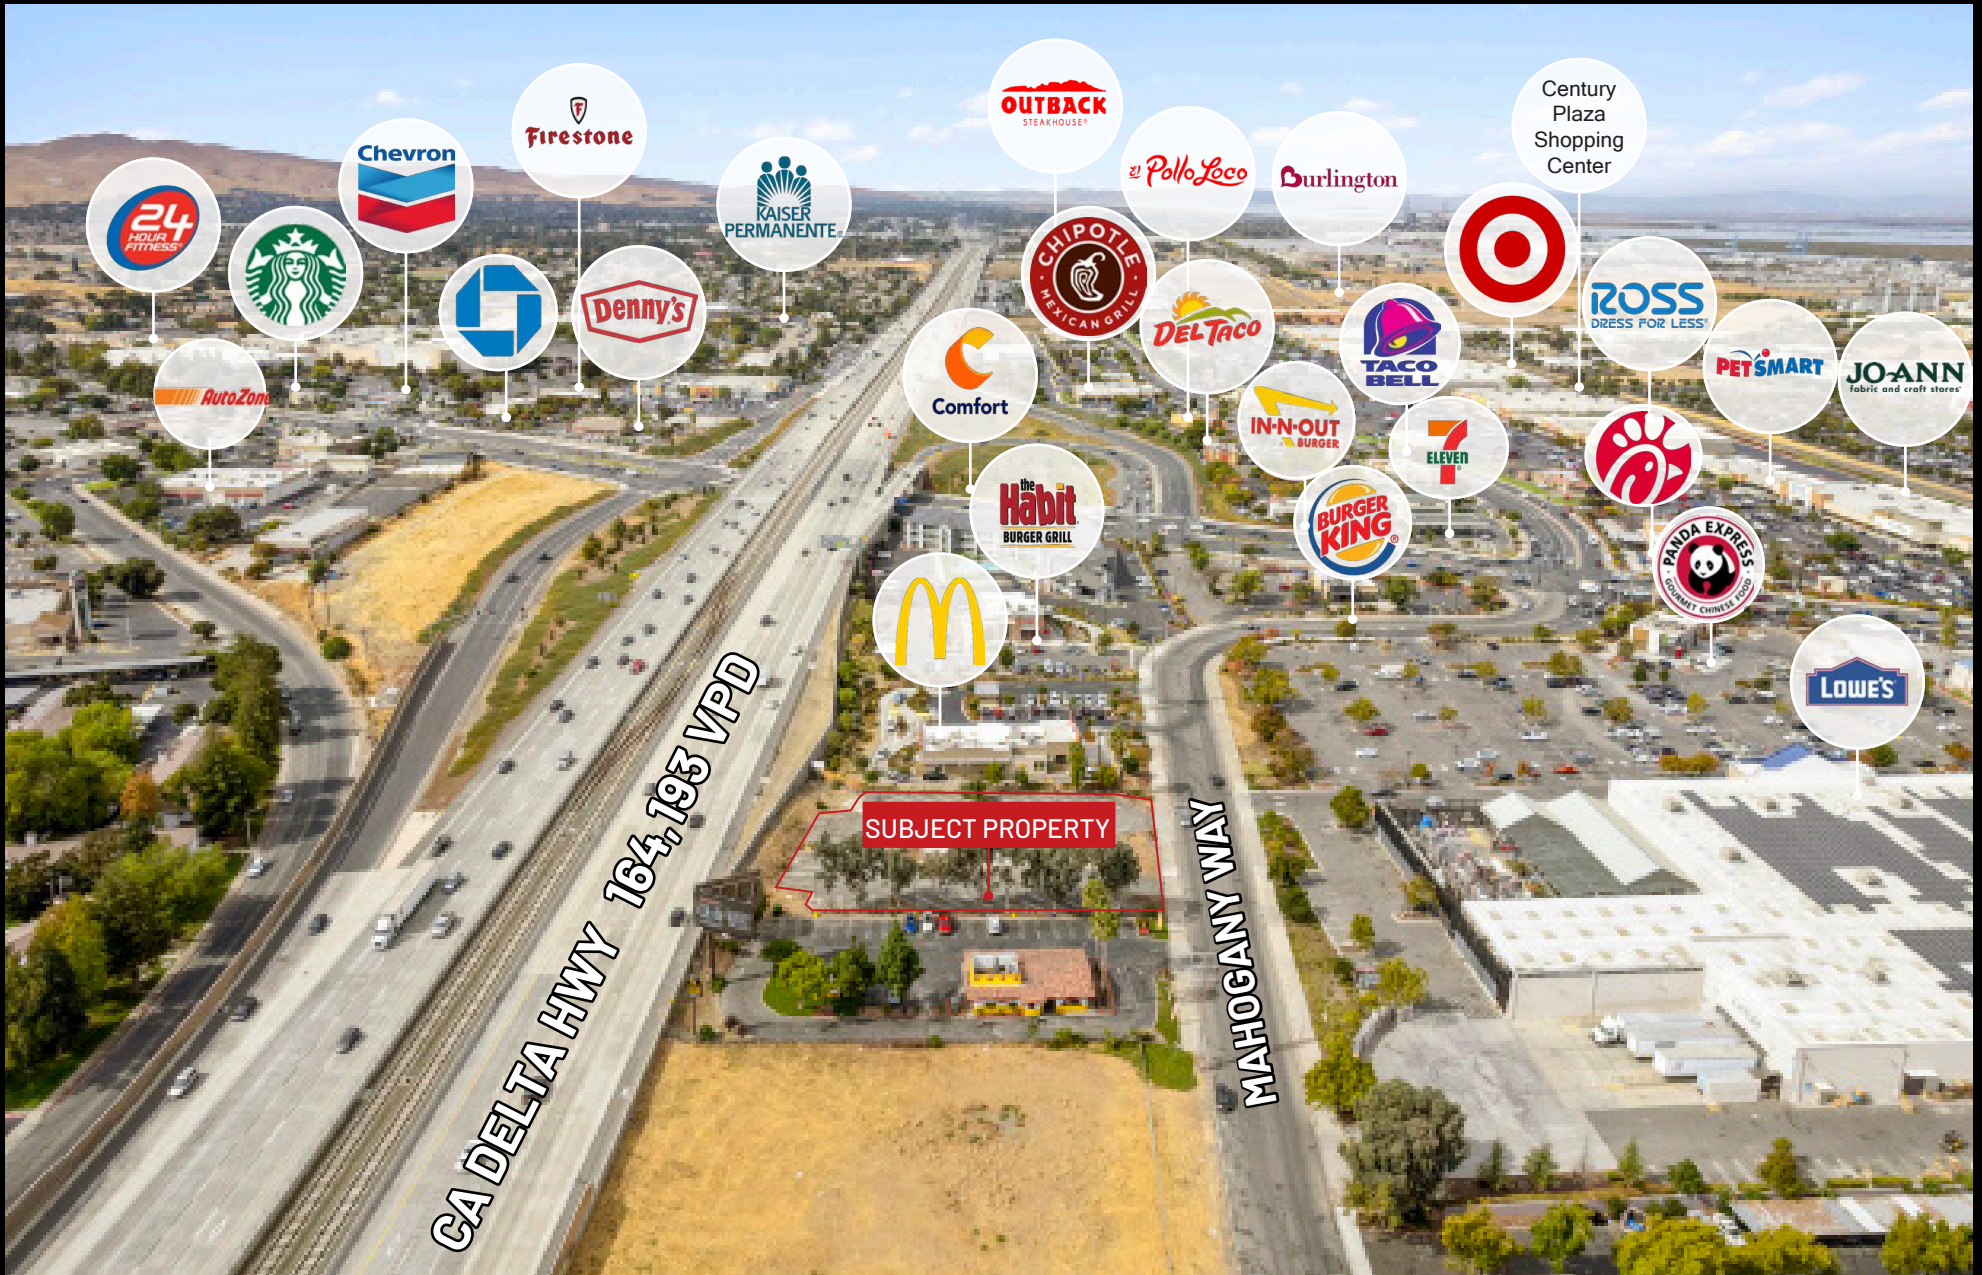 OUTBACK
STEAKHOUSE®
Century
Plaza
Shopping
Center
Firestone
Chevron
El Pollo Loco
Burlington
KAISER
PERMANENTE®
24
HOUR
FITNESS
CHIPOTLE
MEXICAN GRILL
Denny's
DEL TACO
ROSS
DRESS FOR LESS®
TACO
BELL
PETSMART
JO-ANN
fabric and craft stores
AutoZone
Comfort
IN-N-OUT
BURGER
7
ELEVEN
the
Habit
BURGER GRILL
BURGER
KING®
PANDA EXPRESS
GOURMET CHINESE FOOD
LOWE'S
SUBJECT PROPERTY
CA DELTA HWY 164,193 VPD
MAHOGANY WAY